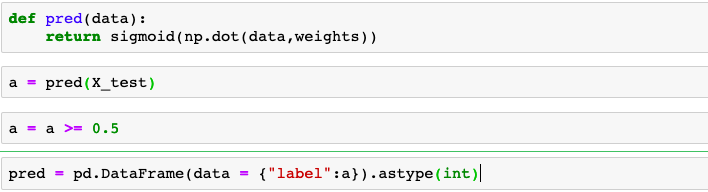 def pred(data):
    return sigmoid(np.dot(data,weights))
a = pred(X_test)
a = a >= 0.5
pred = pd.DataFrame(data = {"label":a}).astype(int)